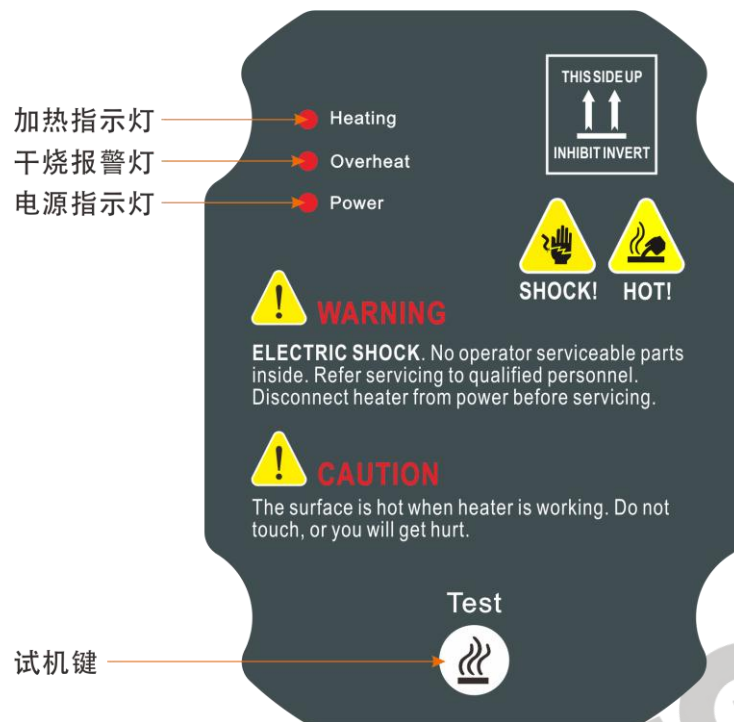 THIS SIDE UP
INHIBIT INVERT
加热指示灯
Heating
干烧报警灯
Overheat
电源指示灯
Power
SHOCK!
HOT!
WARNING
ELECTRIC SHOCK. No operator serviceable parts
inside. Refer servicing to qualified personnel.
Disconnect heater from power before servicing.
CAUTION
The surface is hot when heater is working. Do not
touch, or you will get hurt.
Test
试机键